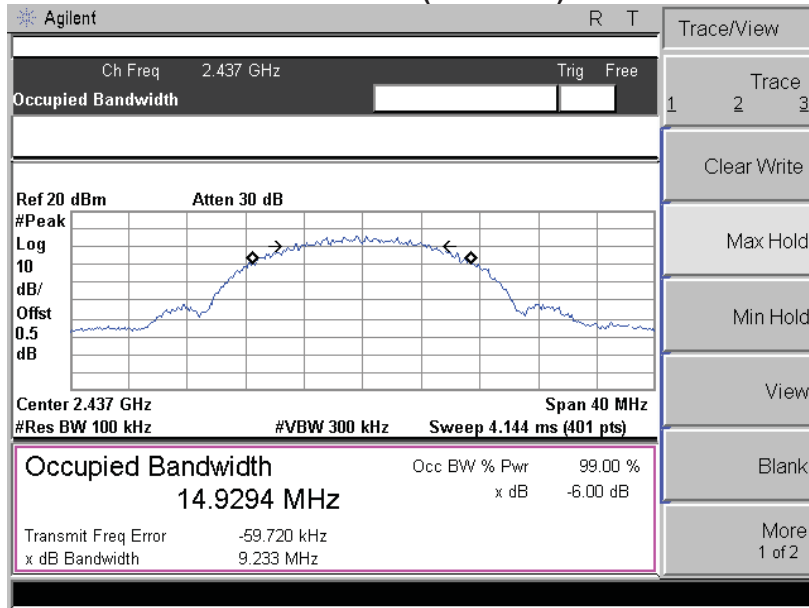 Agilent R T
Trace/View
Ch Freq 2.437 GHz Trig Free
Occupied Bandwidth
Trace
1 2 3
Clear Write
Ref 20 dBm Atten 30 dB
#Peak
Log
10
dB/
Offst
0.5
dB
Max Hold
Min Hold
View
Center 2.437 GHz Span 40 MHz
#Res BW 100 kHz #VBW 300 kHz Sweep 4.144 ms (401 pts)
Occupied Bandwidth
14.9294 MHz
Occ BW % Pwr 99.00 %
x dB -6.00 dB
Transmit Freq Error -59.720 kHz
x dB Bandwidth 9.233 MHz
Blank
More
1 of 2